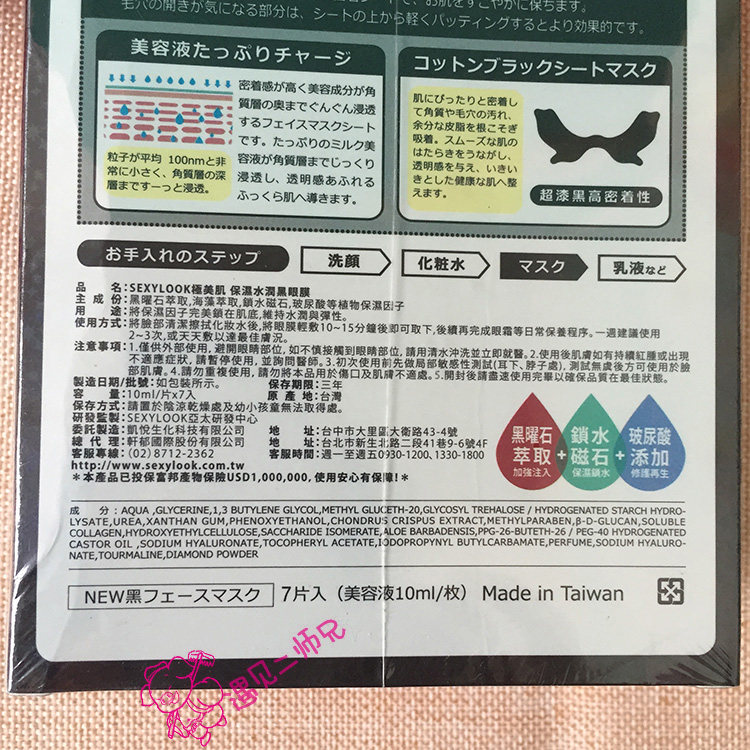 毛穴の開きが気になる部分は、シートの上から軽くパッティングするとより効果的です。
美容液たっぷりチャージ
密着感が高く美容成分が角
質層の奥までぐんぐん浸透
するフェイスマスクシート
です。たっぷりのミルク美
容液が角質層までじっくり
浸透し、透明感あふれる
ふっくら肌へ導きます。
粒子が平均 100nmと非
常に小さく、角質層の深
層まですーっと浸透。
コットンブラックシートマスク
肌にぴったりと密着し
て角質や毛穴の汚れ、
余分な皮脂を根こそぎ
吸着。スムーズな肌の
はたらきをうながし、
透明感を与え、いきい
きとした健康な肌へ整
えます。
超漆黒高密着性
お手入れのステップ
洗顔
化粧水
マスク
乳液など
品 名:SEXYLOOK極美肌 保濕水潤黑眼膜
主 成 份:黑曜石萃取,海藻萃取,鎖水磁石,玻尿酸等植物保濕因子
用 途:將保濕因子完美鎖在肌底,維持水潤與彈性。
使用方式:將臉部清潔擦拭化妝水後,將眼膜輕敷10~15分鐘後即可取下,後續再完成眼霜等日常保養程序。一週建議使用
2~3次,或天天敷以達最佳膚況。
注意事項:1.僅供外部使用,避開眼睛部位,如不慎接觸到眼睛部位,請用清水沖洗並立即就醫。2.使用後肌膚如有持續紅腫或出現
不適應症狀,請暫停使用,並詢問醫師。3.初次使用前先做局部敏感性測試(耳下、脖子處),測試無虞後方可使用於臉
部肌膚。4.請勿重複使用,請勿將本品用於傷口及肌膚不適處。5.開封後請盡速使用完畢以確保品質在最佳狀態。
製造日期/批號:如包裝所示。 保存期限:三年
容 量:10ml/片x7入 原 產 地:台灣
保存方式:請置於陰涼乾燥處及幼小孩童無法取得處。
研發監製:SEXYLOOK亞太研發中心
委託製造:凱悅生化科技有限公司 地 址:台中市大里區大衛路43-4號
總 代 理:軒郁國際股份有限公司 地 址:台北市新生北路二段41巷9-6號4F
客服專線:(02)8712-2362 客服時間:週一至週五0930-1200、1330-1800
http://www.sexylook.com.tw
*本產品已投保富邦產物保險USD1,000,000,使用安心有保障!*
黑曜石
萃取
加強注入
+
鎖水
磁石
保濕鎖水
+
玻尿酸
添加
修護再生
成 分:AQUA ,GLYCERINE,1,3 BUTYLENE GLYCOL,METHYL GLUCETH-20,GLYCOSYL TREHALOSE / HYDROGENATED STARCH HYDRO-
LYSATE,UREA,XANTHAN GUM,PHENOXYETHANOL,CHONDRUS CRISPUS EXTRACT,METHYLPARABEN,β-D-GLUCAN,SOLUBLE
COLLAGEN,HYDROXYETHYLCELLULOSE,SACCHARIDE ISOMERATE,ALOE BARBADENSIS,PPG-26-BUTETH-26 / PEG-40 HYDROGENATED
CASTOR OIL ,SODIUM HYALURONATE,TOCOPHERYL ACETATE,IODOPROPYNYL BUTYLCARBAMATE,PERFUME,SODIUM HYALURO-
NATE,TOURMALINE,DIAMOND POWDER
NEW黒フェースマスク
7片入(美容液10ml/枚) Made in Taiwan
遇见二师兄